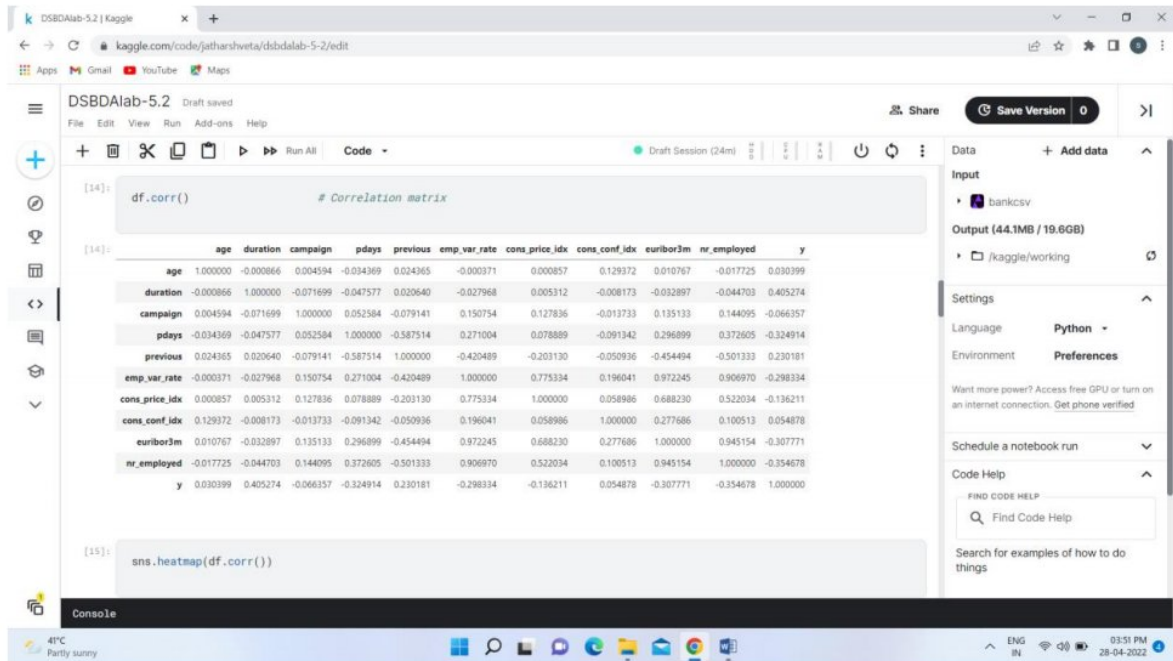 DSBDAlab-5.2 | Kaggle
kaggle.com/code/jatharshveta/dsbdalab-5-2/edit
Apps Gmail YouTube Maps
DSBDAlab-5.2 Draft saved
File Edit View Run Add-ons Help
Share
Save Version 0
Run All Code
Draft Session (24m)
Data
+ Add data
Input
bankcsv
Output (44.1MB / 19.6GB)
/kaggle/working
Settings
Language Python
Environment Preferences
Want more power? Access free GPU or turn on
an internet connection. Get phone verified
Schedule a notebook run
Code Help
FIND CODE HELP
Find Code Help
Search for examples of how to do
things
[14]:
df.corr() # Correlation matrix
[14]:
age duration campaign pdays previous emp_var_rate cons_price_idx cons_conf_idx euribor3m nr_employed y
age 1.000000 -0.000866 0.004594 -0.034369 0.024365 -0.000371 0.000857 0.129372 0.010767 -0.017725 0.030399
duration -0.000866 1.000000 -0.071699 -0.047577 0.020640 -0.027968 0.005312 -0.008173 -0.032897 -0.044703 0.405274
campaign 0.004594 -0.071699 1.000000 0.052584 -0.079141 0.150754 0.127836 -0.013733 0.135133 0.144095 -0.066357
pdays -0.034369 -0.047577 0.052584 1.000000 -0.587514 0.271004 0.078889 -0.091342 0.296899 0.372605 -0.324914
previous 0.024365 0.020640 -0.079141 -0.587514 1.000000 -0.420489 -0.203130 -0.050936 -0.454494 -0.501333 0.230181
emp_var_rate -0.000371 -0.027968 0.150754 0.271004 -0.420489 1.000000 0.775334 0.196041 0.972245 0.906970 -0.298334
cons_price_idx 0.000857 0.005312 0.127836 0.078889 -0.203130 0.775334 1.000000 0.058986 0.688230 0.522034 -0.136211
cons_conf_idx 0.129372 -0.008173 -0.013733 -0.091342 -0.050936 0.196041 0.058986 1.000000 0.277686 0.100513 0.054878
euribor3m 0.010767 -0.032897 0.135133 0.296899 -0.454494 0.972245 0.688230 0.277686 1.000000 0.945154 -0.307771
nr_employed -0.017725 -0.044703 0.144095 0.372605 -0.501333 0.906970 0.522034 0.100513 0.945154 1.000000 -0.354678
y 0.030399 0.405274 -0.066357 -0.324914 0.230181 -0.298334 -0.136211 0.054878 -0.307771 -0.354678 1.000000
[15]:
sns.heatmap(df.corr())
Console
41°C
Partly sunny
ENG
IN
03:51 PM
28-04-2022